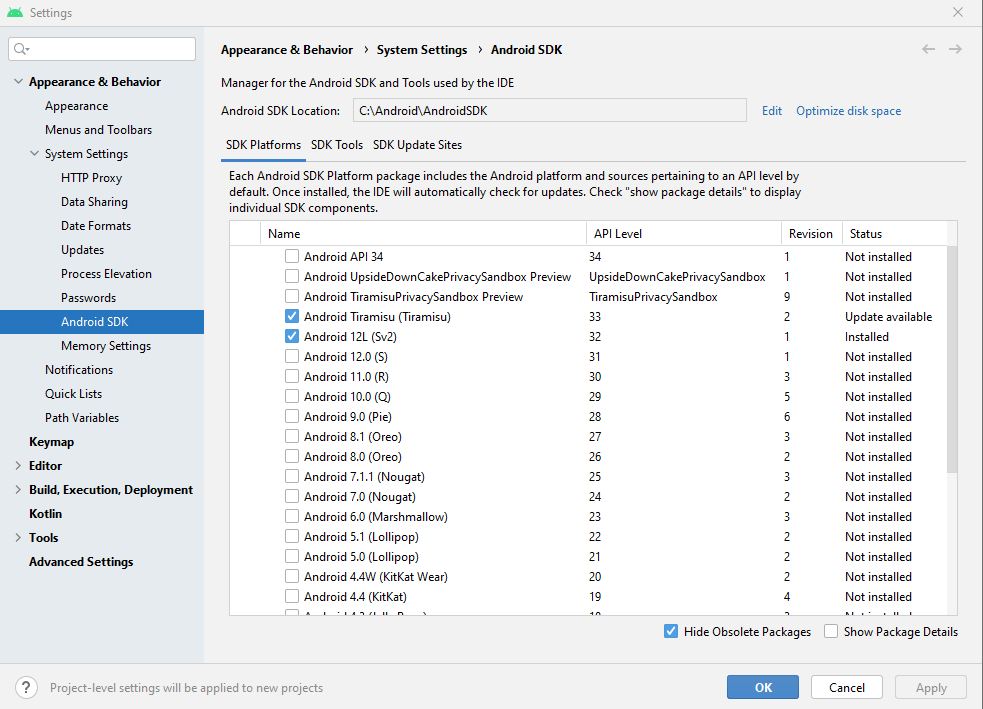 Settings
Appearance & Behavior
Appearance
Menus and Toolbars
System Settings
HTTP Proxy
Data Sharing
Date Formats
Updates
Process Elevation
Passwords
Android SDK
Memory Settings
Notifications
Quick Lists
Path Variables
Keymap
Editor
Build, Execution, Deployment
Kotlin
Tools
Advanced Settings
Appearance & Behavior › System Settings › Android SDK
Manager for the Android SDK and Tools used by the IDE
Android SDK Location: C:\Android\AndroidSDK Edit Optimize disk space
SDK Platforms SDK Tools SDK Update Sites
Each Android SDK Platform package includes the Android platform and sources pertaining to an API level by
default. Once installed, the IDE will automatically check for updates. Check "show package details" to display
individual SDK components.
Name API Level Revision Status
Android API 34 34 1 Not installed
Android UpsideDownCakePrivacySandbox Preview UpsideDownCakePrivacySandbox 1 Not installed
Android TiramisuPrivacySandbox Preview TiramisuPrivacySandbox 9 Not installed
Android Tiramisu (Tiramisu) 33 2 Update available
Android 12L (Sv2) 32 1 Installed
Android 12.0 (S) 31 1 Not installed
Android 11.0 (R) 30 3 Not installed
Android 10.0 (Q) 29 5 Not installed
Android 9.0 (Pie) 28 6 Not installed
Android 8.1 (Oreo) 27 3 Not installed
Android 8.0 (Oreo) 26 2 Not installed
Android 7.1.1 (Nougat) 25 3 Not installed
Android 7.0 (Nougat) 24 2 Not installed
Android 6.0 (Marshmallow) 23 3 Not installed
Android 5.1 (Lollipop) 22 2 Not installed
Android 5.0 (Lollipop) 21 2 Not installed
Android 4.4W (KitKat Wear) 20 2 Not installed
Android 4.4 (KitKat) 19 4 Not installed
Hide Obsolete Packages Show Package Details
? Project-level settings will be applied to new projects
OK Cancel Apply